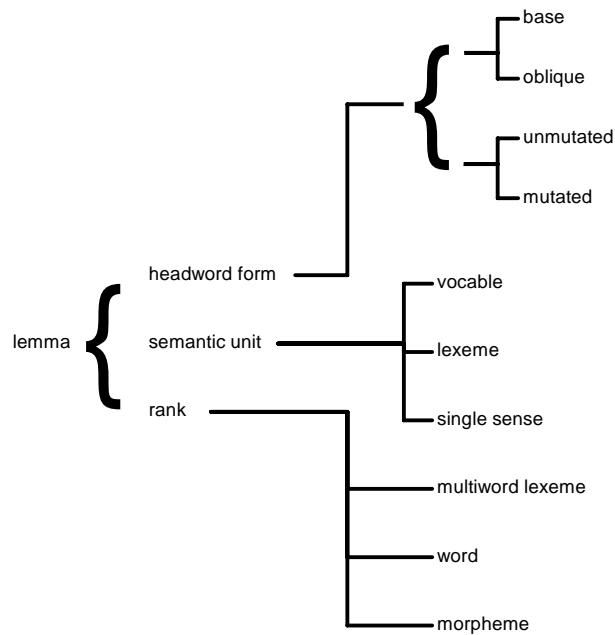 base
oblique
unmutated
mutated
headword form
vocable
lemma
semantic unit
lexeme
rank
single sense
multiword lexeme
word
morpheme